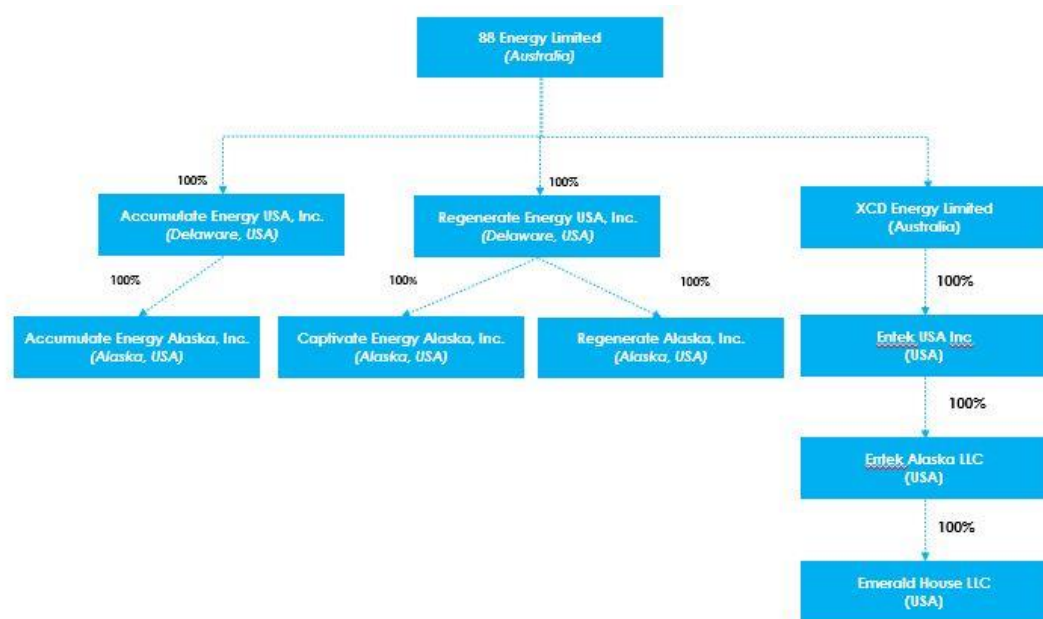 88 Energy Limited
(Australia)
100%
100%
Accumulate Energy USA, Inc.
(Delaware, USA)
Regenerate Energy USA, Inc.
(Delaware, USA)
XCD Energy Limited
(Australia)
100%
100%
100%
100%
Accumulate Energy Alaska, Inc.
(Alaska, USA)
Captivate Energy Alaska, Inc.
(Alaska, USA)
Regenerate Alaska, Inc.
(Alaska, USA)
Entek USA Inc
(USA)
100%
Entek Alaska LLC
(USA)
100%
Emerald House LLC
(USA)